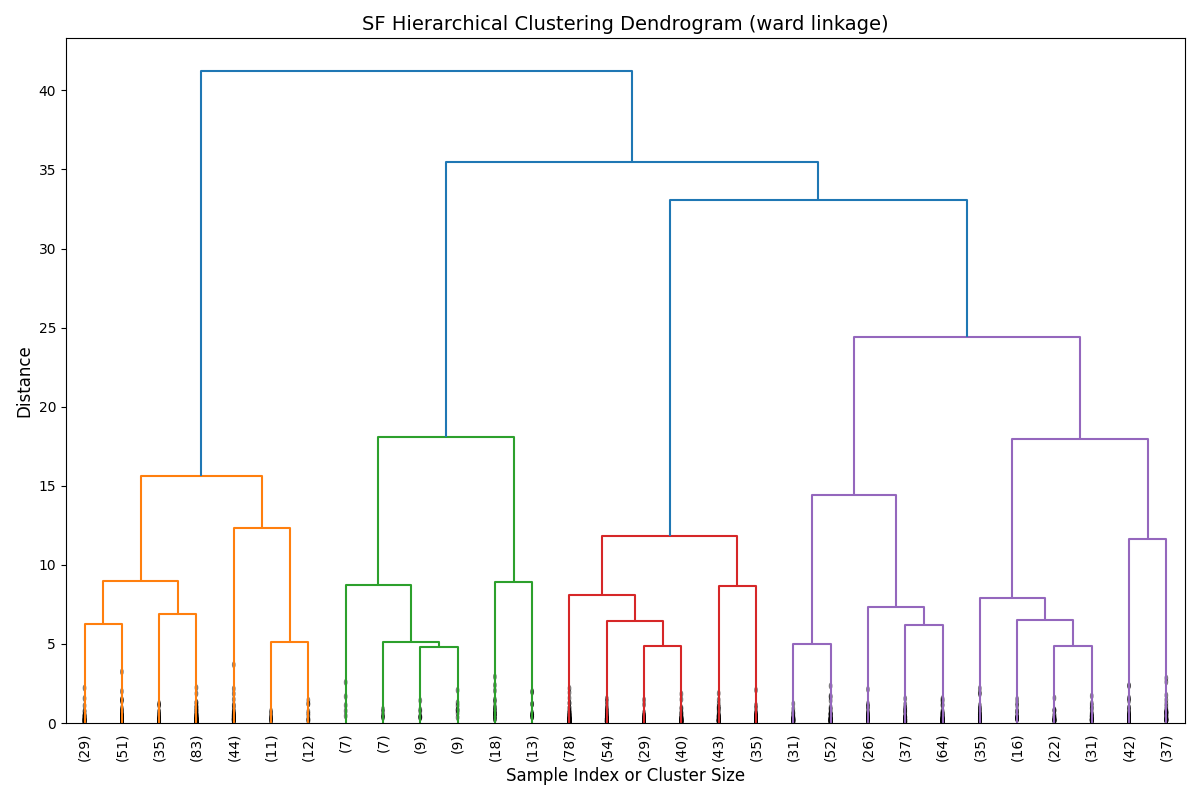 SF Hierarchical Clustering Dendrogram (ward linkage)
40
35
30
25
20
15
10
5
0
Distance
(29) (51) (35) (83) (44) (11) (12) (7) (7) (9) (9) (18) (13) (78) (54) (29) (40) (43) (35) (31) (52) (26) (37) (64) (35) (16) (22) (31) (42) (37)
Sample Index or Cluster Size